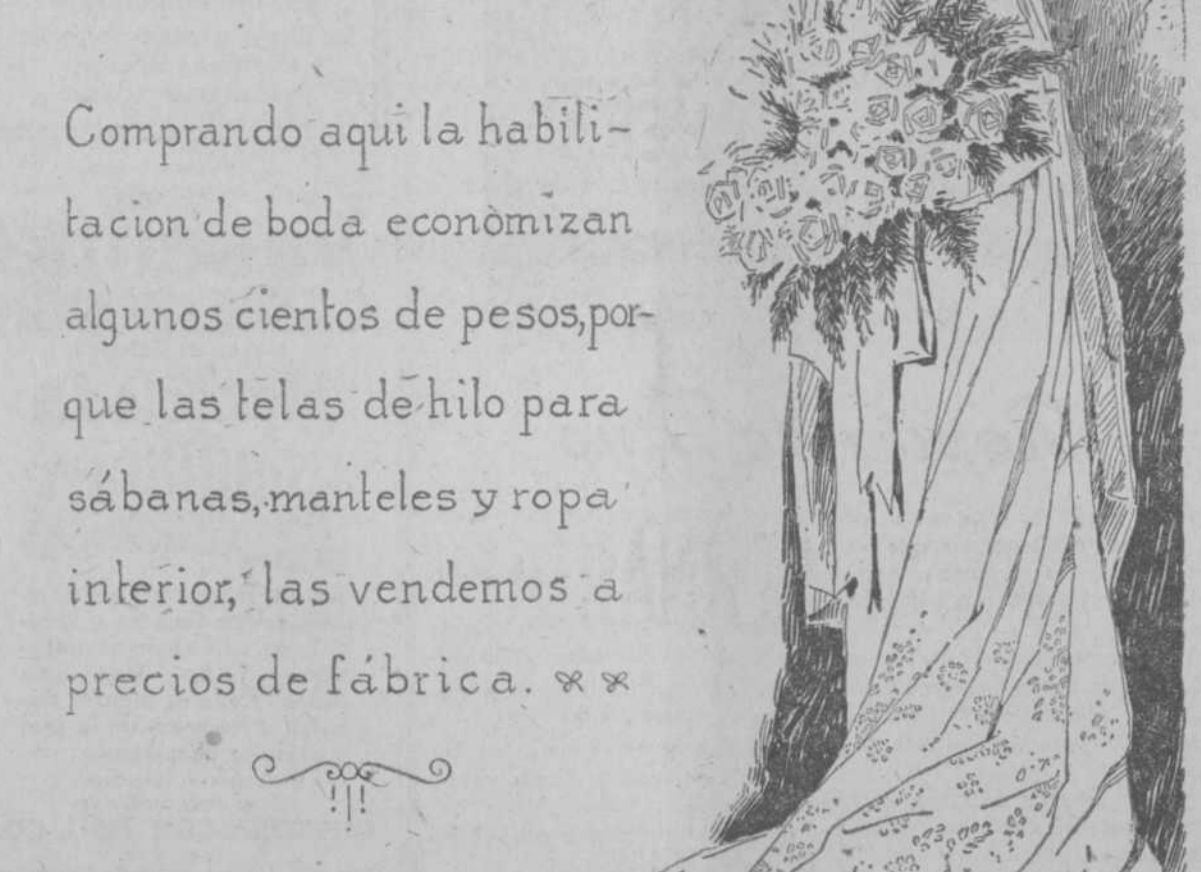 Comprando aqui la habili-
tacion de boda econòmizan
algunos cientos de pesos, por-
que las telas de hilo para
sábanas, manteles y ropa
interior, las vendemos a
precios de fábrica.